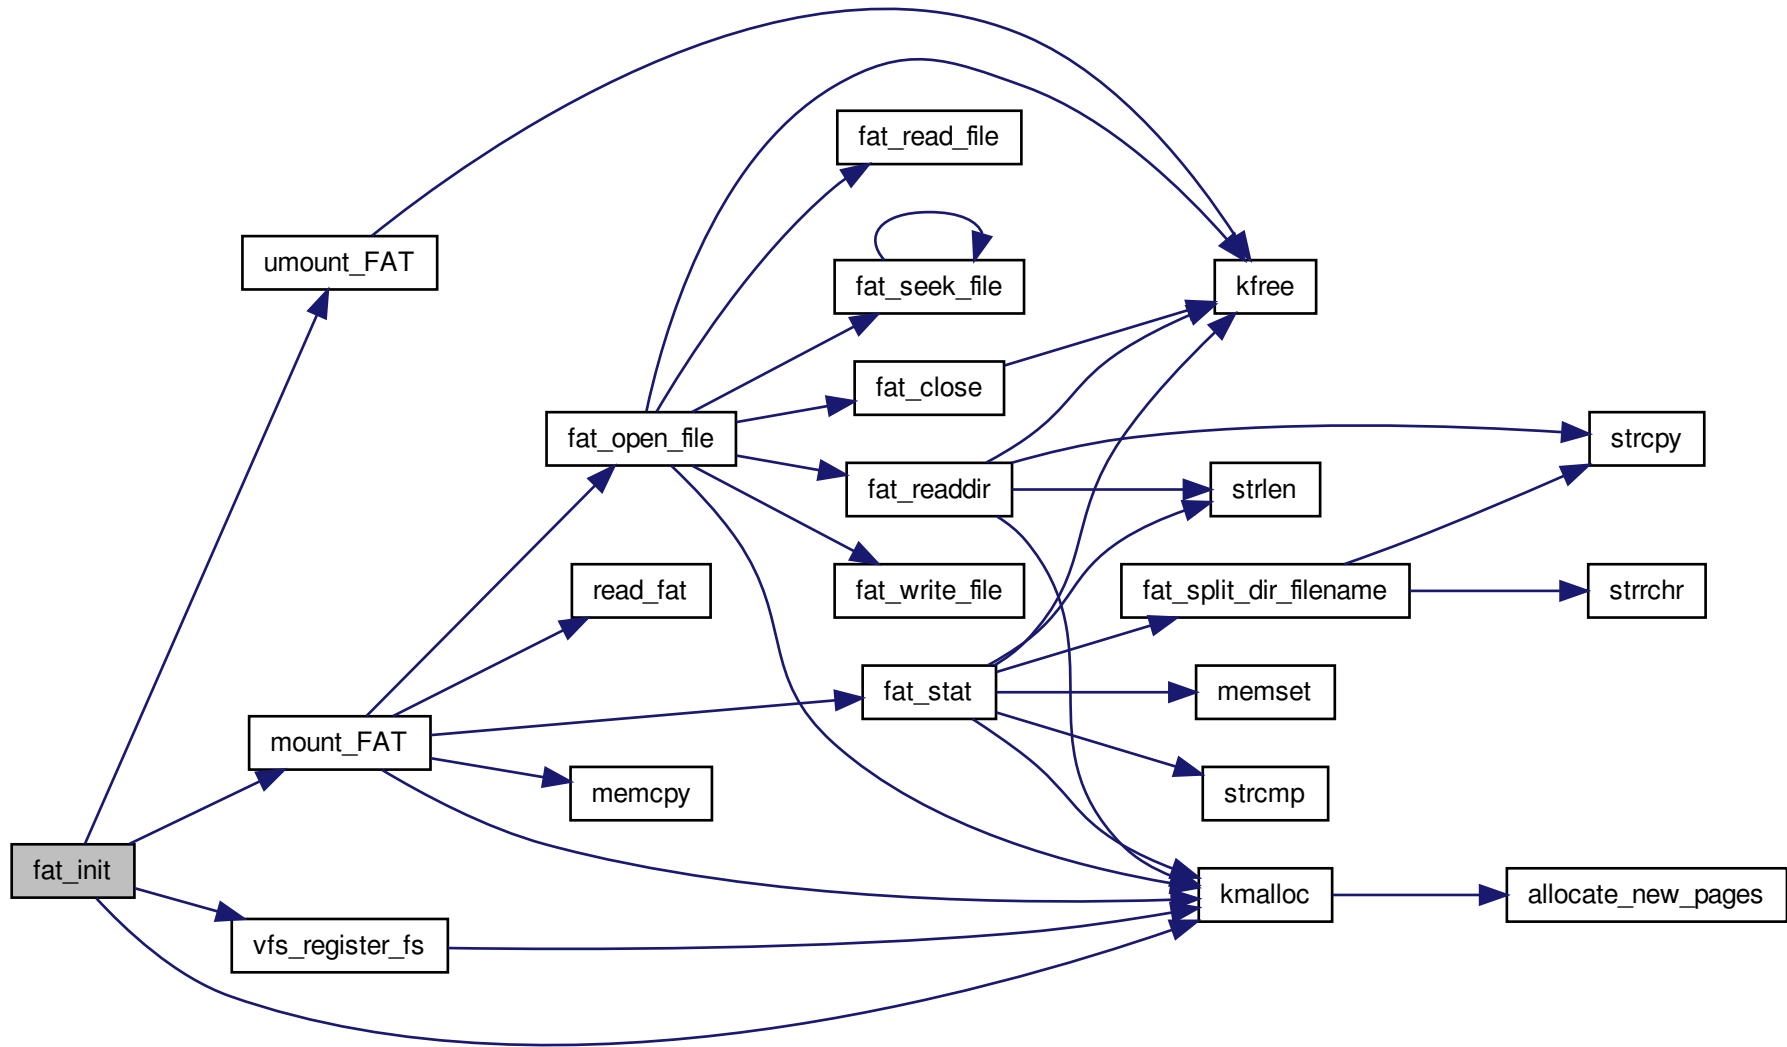 fat_read_file
umount_FAT
fat_seek_file
kfree
fat_close
fat_open_file
strcpy
fat_readdir
strlen
read_fat
fat_write_file
fat_split_dir_filename
strrchr
fat_stat
memset
mount_FAT
memcpy
strcmp
fat_init
kmalloc
allocate_new_pages
vfs_register_fs